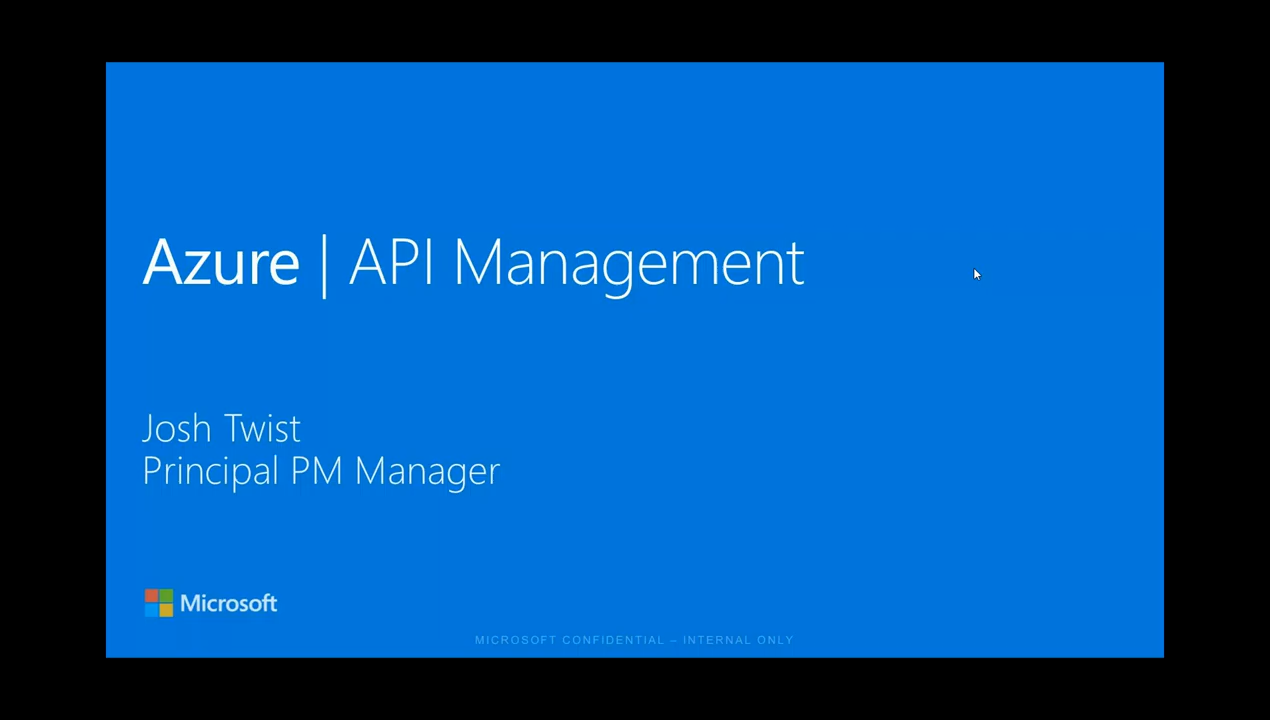 Azure | API Management
Josh Twist
Principal PM Manager
Microsoft
MICROSOFT CONFIDENTIAL – INTERNAL ONLY